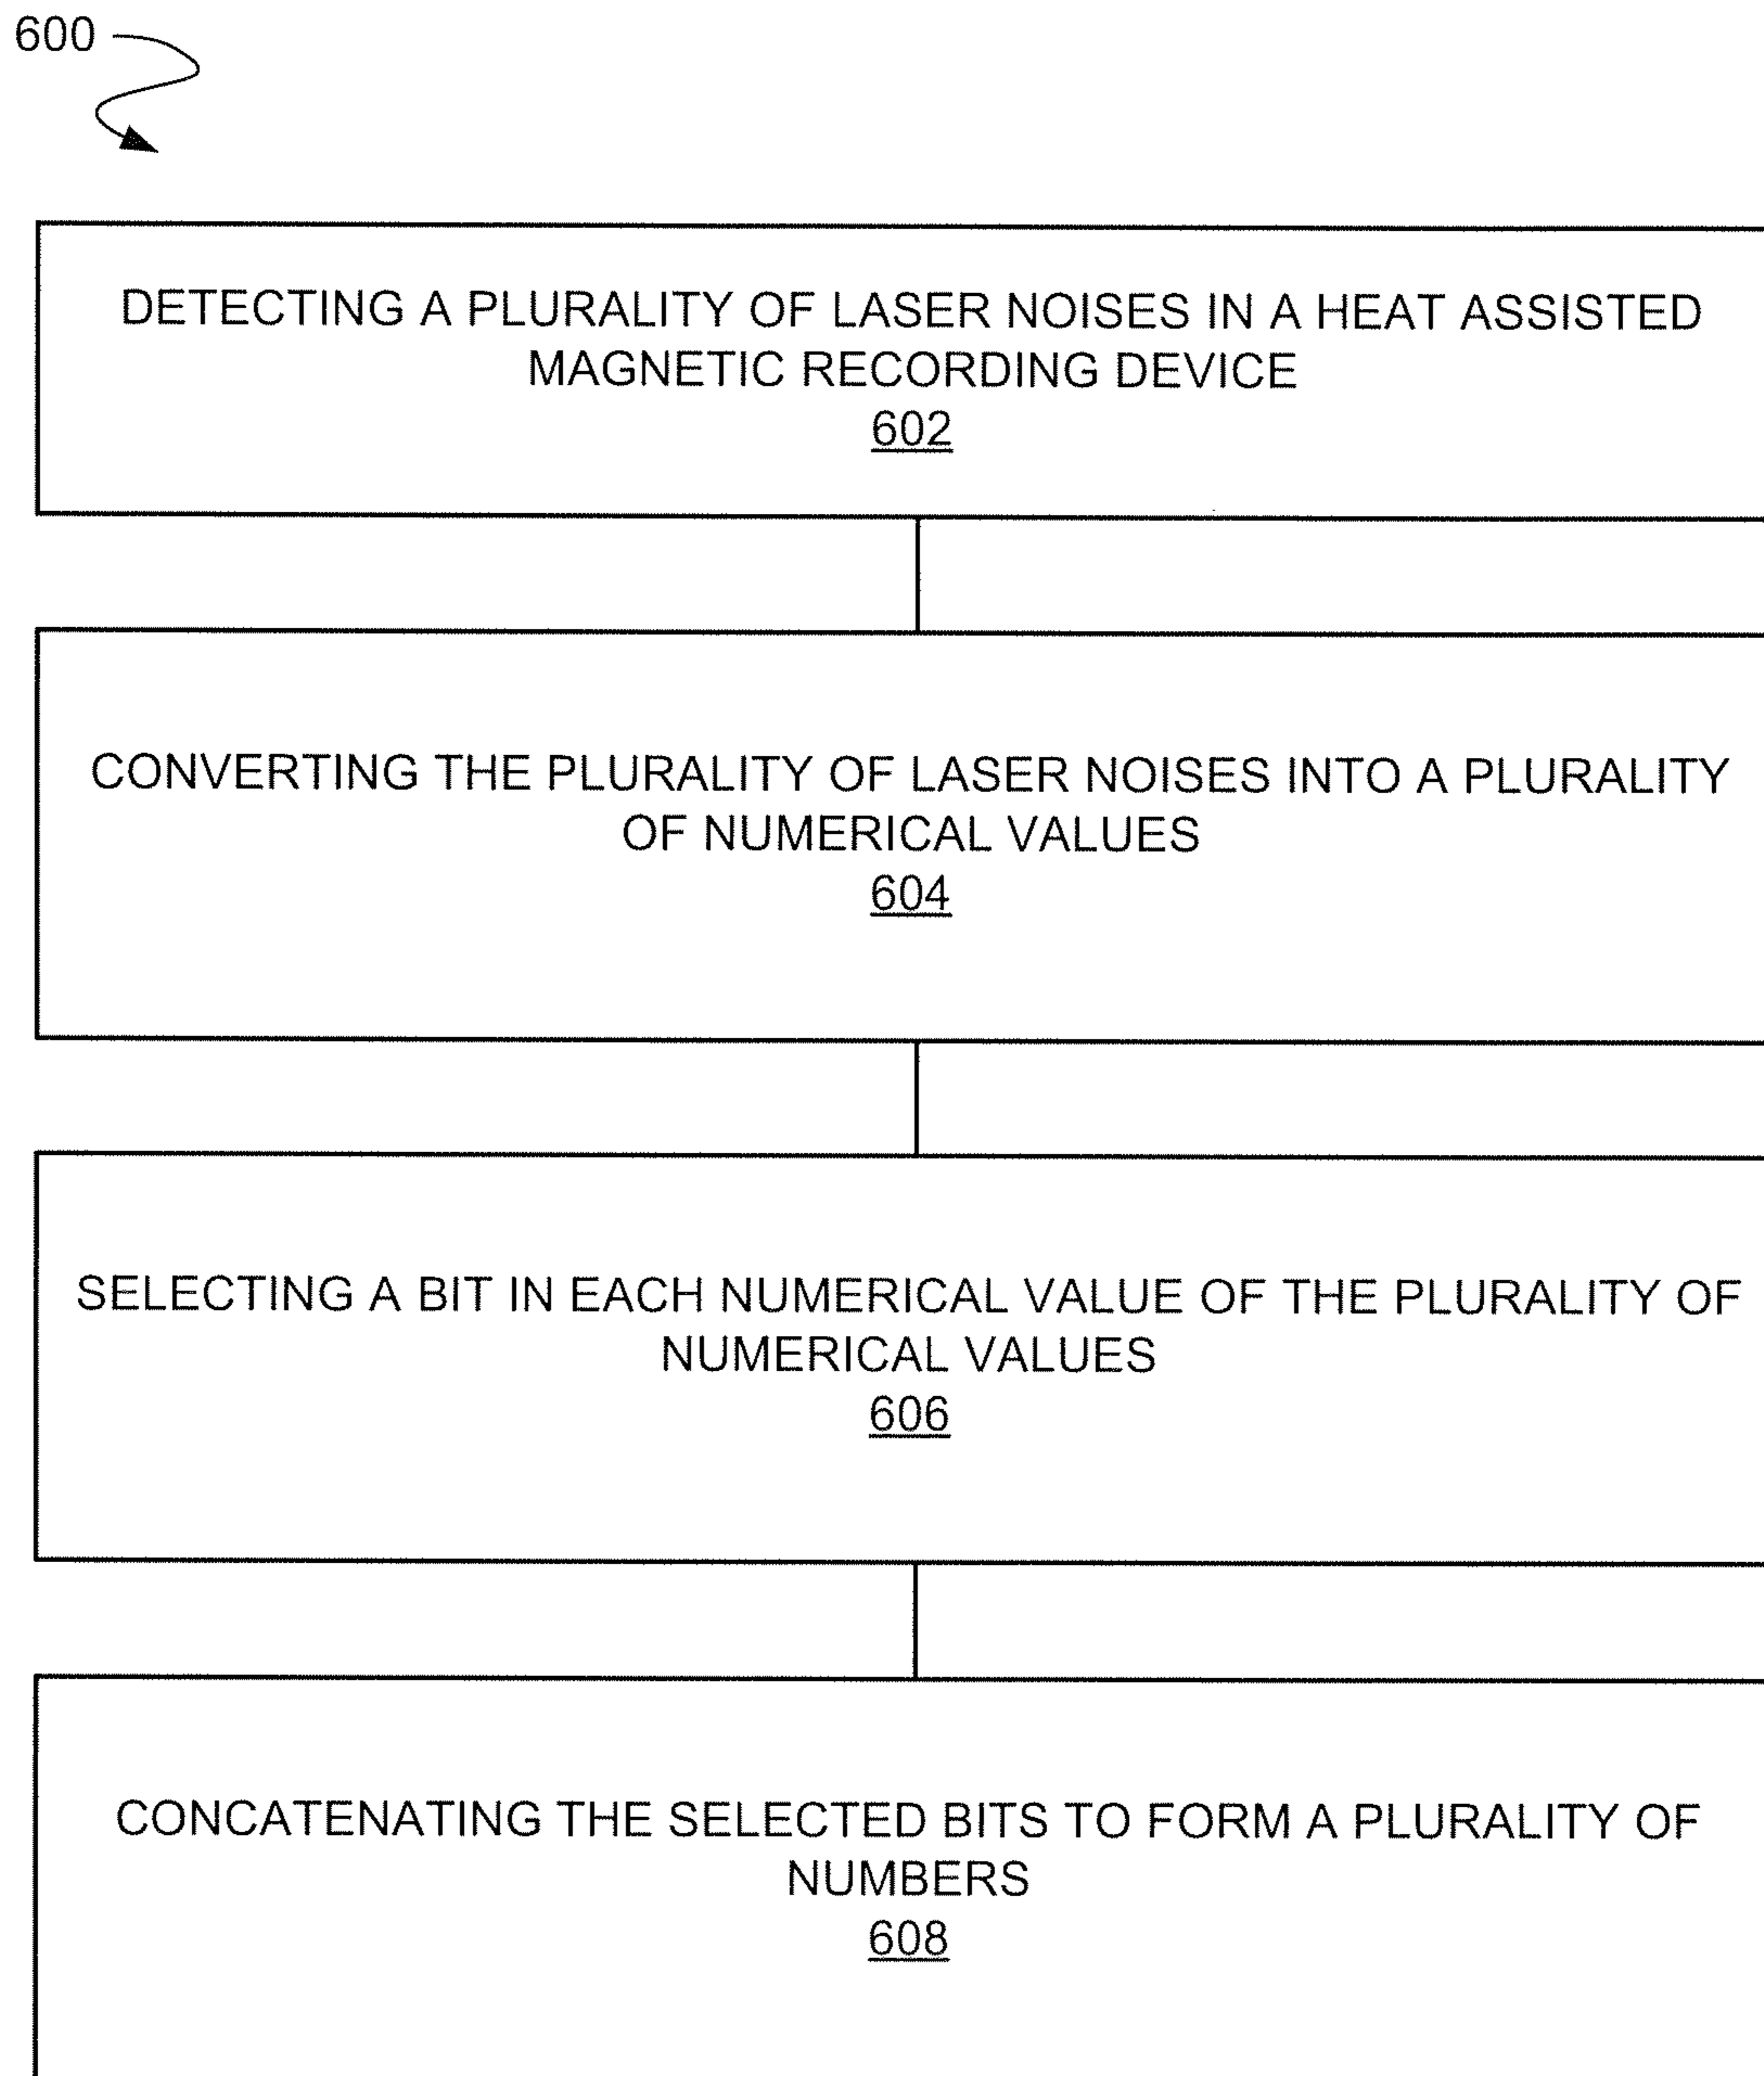 600
DETECTING A PLURALITY OF LASER NOISES IN A HEAT ASSISTED
MAGNETIC RECORDING DEVICE
602
CONVERTING THE PLURALITY OF LASER NOISES INTO A PLURALITY
OF NUMERICAL VALUES
604
SELECTING A BIT IN EACH NUMERICAL VALUE OF THE PLURALITY OF
NUMERICAL VALUES
606
CONCATENATING THE SELECTED BITS TO FORM A PLURALITY OF
NUMBERS
608